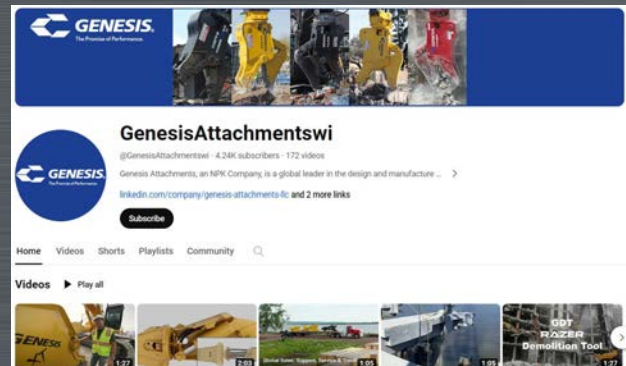 GENESIS.
The Promise of Performance.
GenesisAttachmentswi
@GenesisAttachmentswi · 4.24K subscribers · 172 videos
Genesis Attachments, an NPK Company, is a global leader in the design and manufacture ...
linkedin.com/company/genesis-attachments-llc and 2 more links
GENESIS.
The Promise of Performance.
Subscribe
Home Videos Shorts Playlists Community
Videos Play all
GENESIS
1:27
2:03
Global Sales, Support, Service &
1:05
1:05
GDT
RAZER
Demolition Tool
1:27